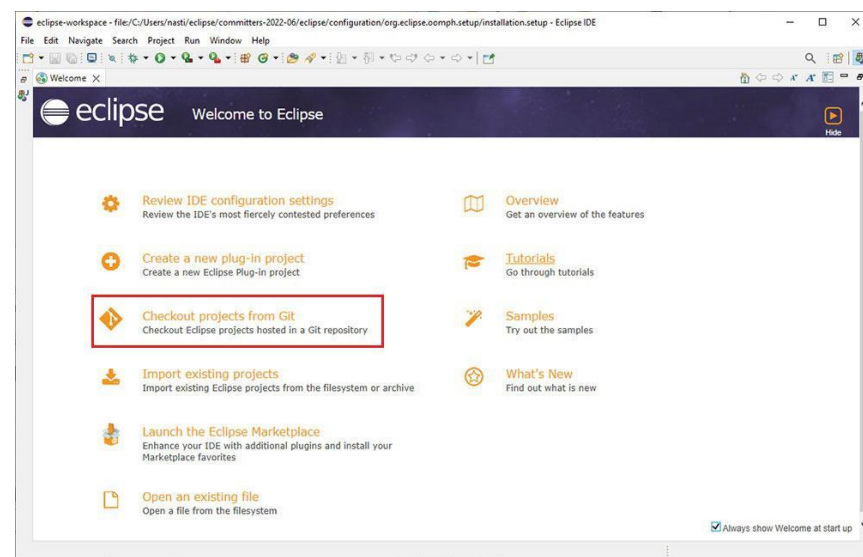 eclipse-workspace - file:/C:/Users/nasti/eclipse/committers-2022-06/eclipse/configuration/org.eclipse.oomph.setup/installation.setup - Eclipse IDE
File Edit Navigate Search Project Run Window Help
Welcome
eclipse Welcome to Eclipse
Hide
Review IDE configuration settings
Review the IDE's most fiercely contested preferences
Overview
Get an overview of the features
Create a new plug-in project
Create a new Eclipse Plug-in project
Tutorials
Go through tutorials
Checkout projects from Git
Checkout Eclipse projects hosted in a Git repository
Samples
Try out the samples
Import existing projects
Import existing Eclipse projects from the filesystem or archive
What's New
Find out what is new
Launch the Eclipse Marketplace
Enhance your IDE with additional plugins and install your
Marketplace favorites
Open an existing file
Open a file from the filesystem
Always show Welcome at start up